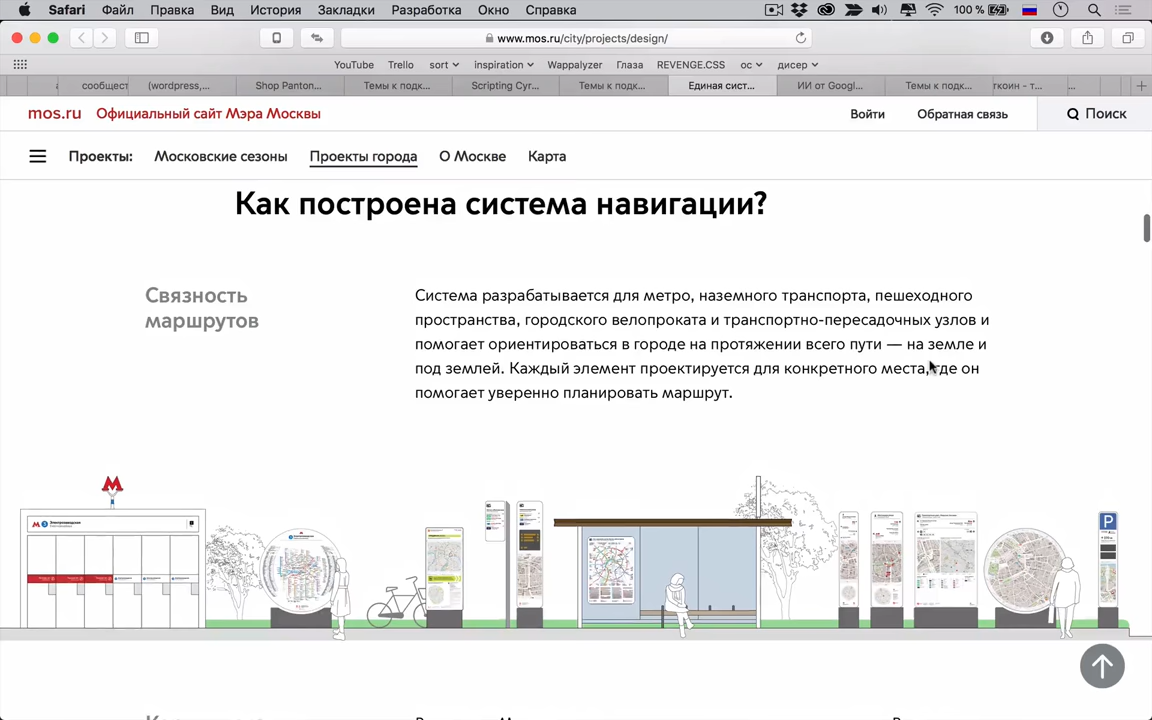 Safari Файл Правка Вид История Закладки Разработка Окно Справка 100 %
www.mos.ru/city/projects/design/
YouTube Trello sort inspiration Wappalyzer Глаза REVENGE.CSS ос дисер
сообщест (wordpress,... Shop Panton... Темы к подк... Scripting Cyr... Темы к подк... Единая сист... ИИ от Googl... Темы к подк... ткоин - т...
mos.ru Официальный сайт Мэра Москвы Войти Обратная связь Поиск
Проекты: Московские сезоны Проекты города О Москве Карта
Как построена система навигации?
Связность
маршрутов
Система разрабатывается для метро, наземного транспорта, пешеходного
пространства, городского велопроката и транспортно-пересадочных узлов и
помогает ориентироваться в городе на протяжении всего пути — на земле и
под землей. Каждый элемент проектируется для конкретного места, где он
помогает уверенно планировать маршрут.
М
P